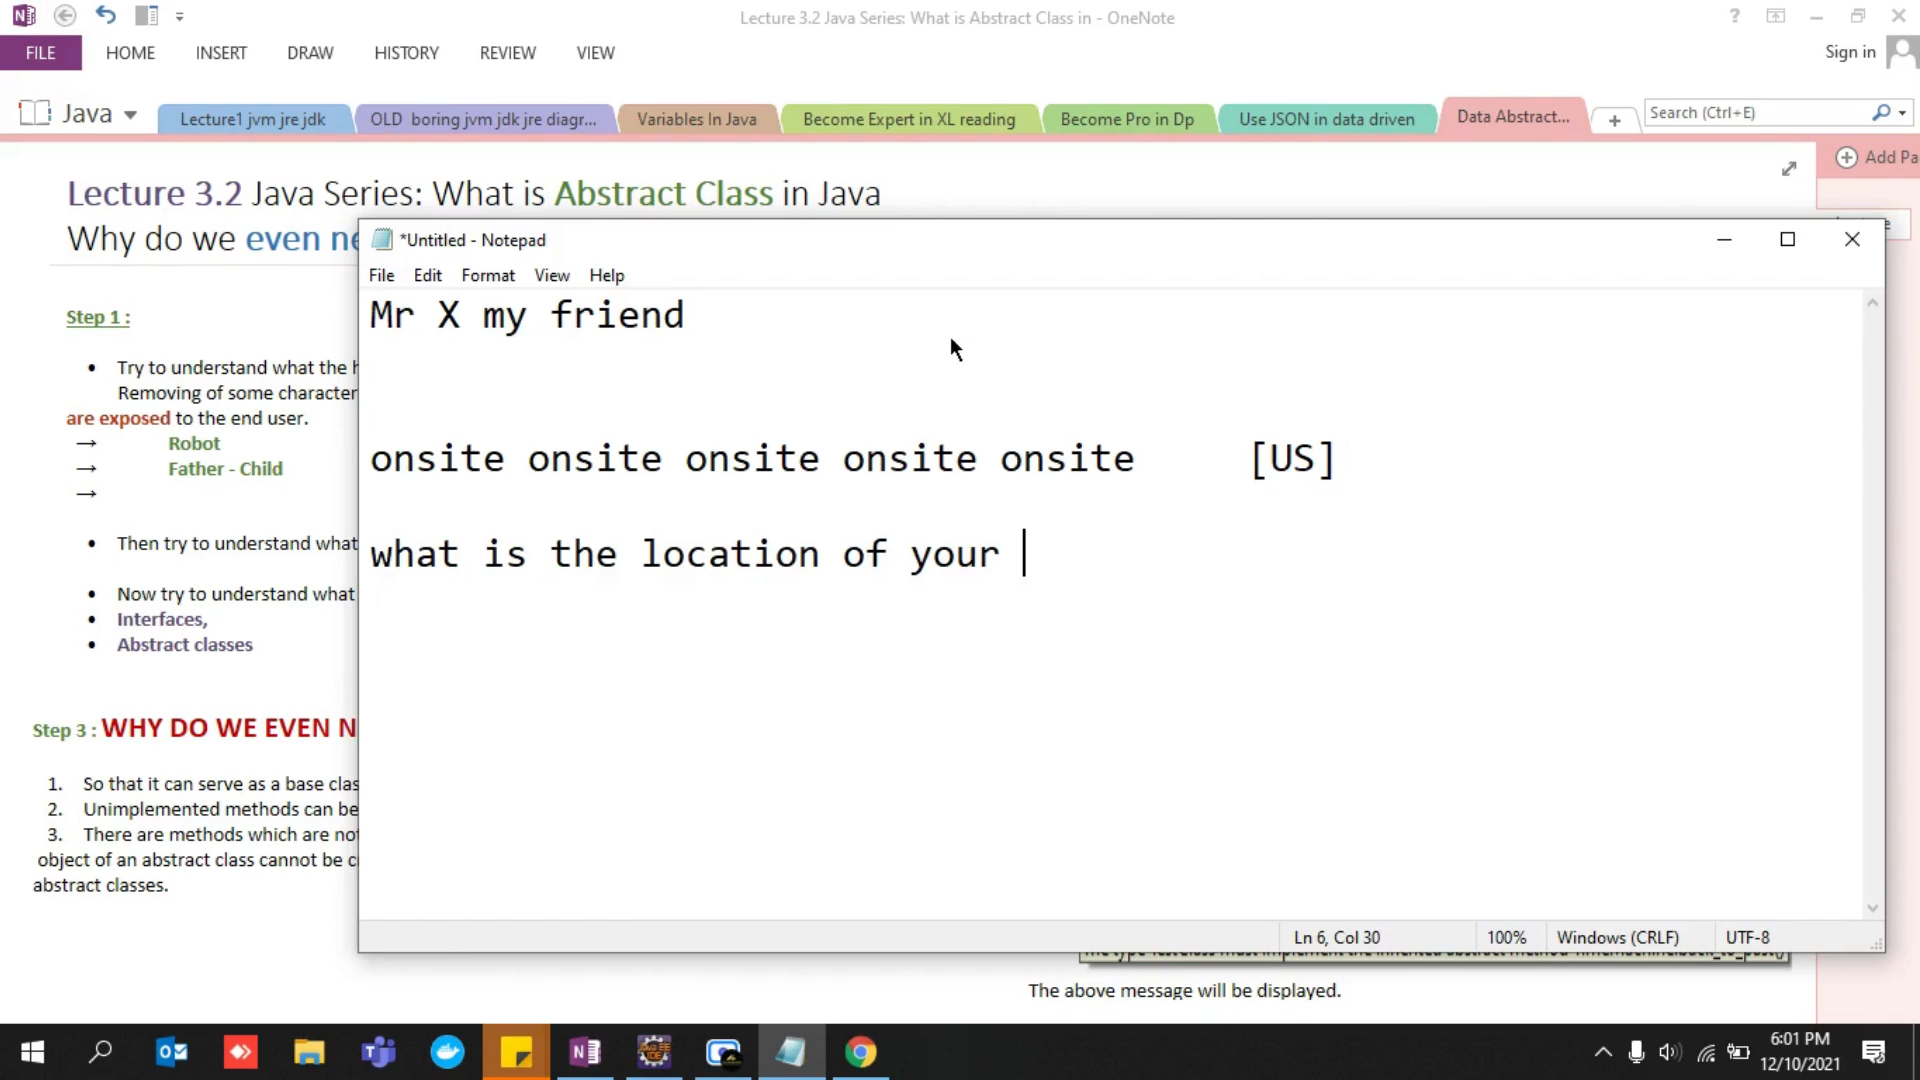 Lecture 3.2 Java Series: What is Abstract Class in - OneNote
?
FILE HOME INSERT DRAW HISTORY REVIEW VIEW
Sign in
Java
Lecture1 jvm jre jdk
OLD boring jvm jdk jre diagr...
Variables In Java
Become Expert in XL reading
Become Pro in Dp
Use JSON in data driven
Data Abstract...
+
Search (Ctrl+E)
Add Pa
Lecture 3.2 Java Series: What is Abstract Class in Java
Why do we even ne
*Untitled - Notepad
File Edit Format View Help
Mr X my friend
onsite onsite onsite onsite onsite [US]
what is the location of your
Ln 6, Col 30 100% Windows (CRLF) UTF-8
Step 1 :
• Try to understand what the h
Removing of some character
are exposed to the end user.
→ Robot
→ Father - Child
→
• Then try to understand what
• Now try to understand what
• Interfaces,
• Abstract classes
Step 3 : WHY DO WE EVEN N
1. So that it can serve as a base clas
2. Unimplemented methods can be
3. There are methods which are not
object of an abstract class cannot be c
abstract classes.
The above message will be displayed.
6:01 PM
12/10/2021